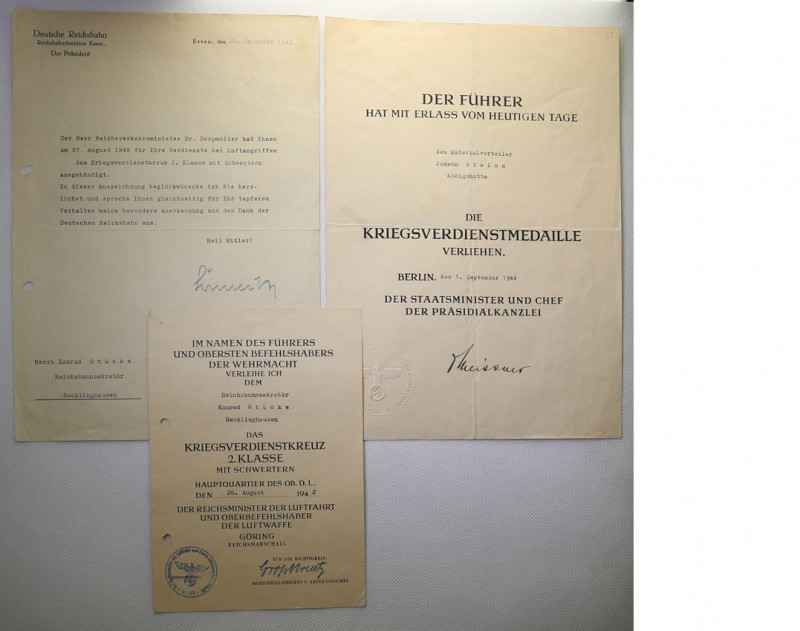 Deutsche Reichsbahn
Reichsbahndirektion Essen.
Der Präsident
Essen, den 26. 1942
Der Herr Reichsverkehrsminister Dr. Dorpmüller hat Ihnen
am 27. August 1942 für Ihre Verdienste bei Luftangriffen
das Kriegsverdienstkreuz 2. Klasse mit Schwertern
ausgehändigt.
Zu dieser Auszeichnung beglückwünsche ich Sie herz-
lichst und spreche Ihnen gleichzeitig für Ihr tapferes
Verhalten meine besondere Anerkennung und den Dank der
Deutschen Reichsbahn aus.
Heil Hitler!
Herrn Konrad Stücke
Reichsbahnsekretär
Recklinghausen
DER FÜHRER
HAT MIT ERLASS VOM HEUTIGEN TAGE
dem Materialverteiler
Johann
Königshütte
DIE
KRIEGSVERDIENSTMEDAILLE
VERLIEHEN.
BERLIN, den 5. September 1944
DER STAATSMINISTER UND CHEF
DER PRÄSIDIALKANZLEI
Meissner
IM NAMEN DES FÜHRERS
UND OBERSTEN BEFEHLSHABERS
DER WEHRMACHT
VERLEIHE ICH
DEM
Reichsbahnsekretär
Konrad Stücke
Recklinghausen
DAS
KRIEGSVERDIENSTKREUZ
2. KLASSE
MIT SCHWERTERN
HAUPTQUARTIER DES OB. D. L.,
DEN 26. August 1942
DER REICHSMINISTER DER LUFTFAHRT
UND OBERBEFEHLSHABER
DER LUFTWAFFE
GÖRING
REICHSMARSCHALL
FÜR DIE RICHTIGKEIT:
MINISTERIALDIRIGENT U. ABTEILUNGSCHEF